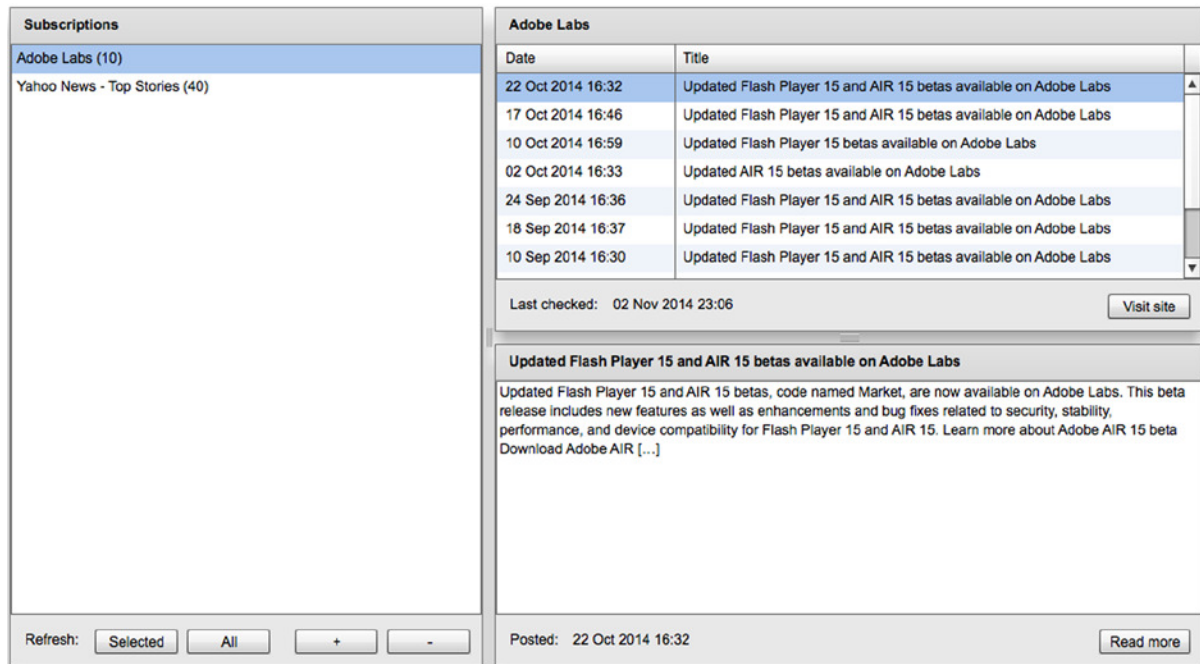 Subscriptions
Adobe Labs (10)
Yahoo News - Top Stories (40)
Refresh: Selected All + -
Adobe Labs
Date Title
22 Oct 2014 16:32 Updated Flash Player 15 and AIR 15 betas available on Adobe Labs
17 Oct 2014 16:46 Updated Flash Player 15 and AIR 15 betas available on Adobe Labs
10 Oct 2014 16:59 Updated Flash Player 15 betas available on Adobe Labs
02 Oct 2014 16:33 Updated AIR 15 betas available on Adobe Labs
24 Sep 2014 16:36 Updated Flash Player 15 and AIR 15 betas available on Adobe Labs
18 Sep 2014 16:37 Updated Flash Player 15 and AIR 15 betas available on Adobe Labs
10 Sep 2014 16:30 Updated Flash Player 15 and AIR 15 betas available on Adobe Labs
Last checked: 02 Nov 2014 23:06 Visit site
Updated Flash Player 15 and AIR 15 betas available on Adobe Labs
Updated Flash Player 15 and AIR 15 betas, code named Market, are now available on Adobe Labs. This beta
release includes new features as well as enhancements and bug fixes related to security, stability,
performance, and device compatibility for Flash Player 15 and AIR 15. Learn more about Adobe AIR 15 beta
Download Adobe AIR [...]
Posted: 22 Oct 2014 16:32 Read more